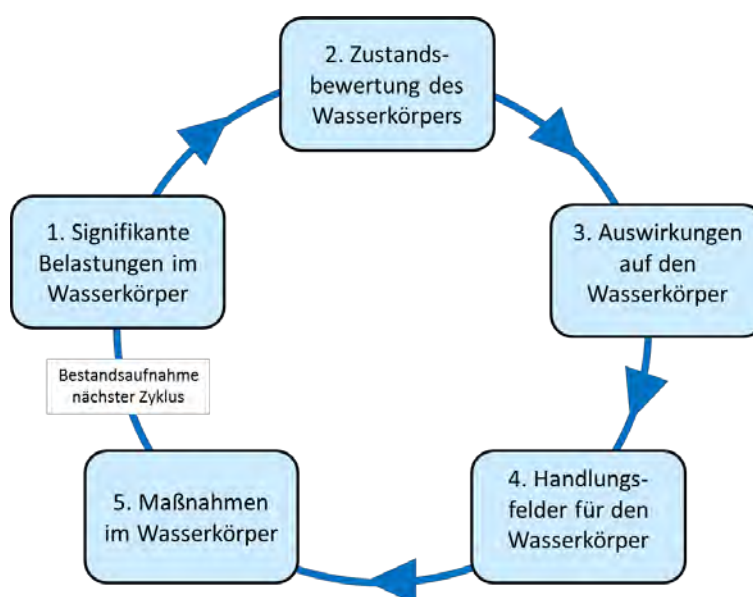 2. Zustands-
bewertung des
Wasserkörpers
1. Signifikante
Belastungen im
Wasserkörper
3. Auswirkungen
auf den
Wasserkörper
Bestandsaufnahme
nächster Zyklus
5. Maßnahmen
im Wasserkörper
4. Handlungs-
felder für den
Wasserkörper